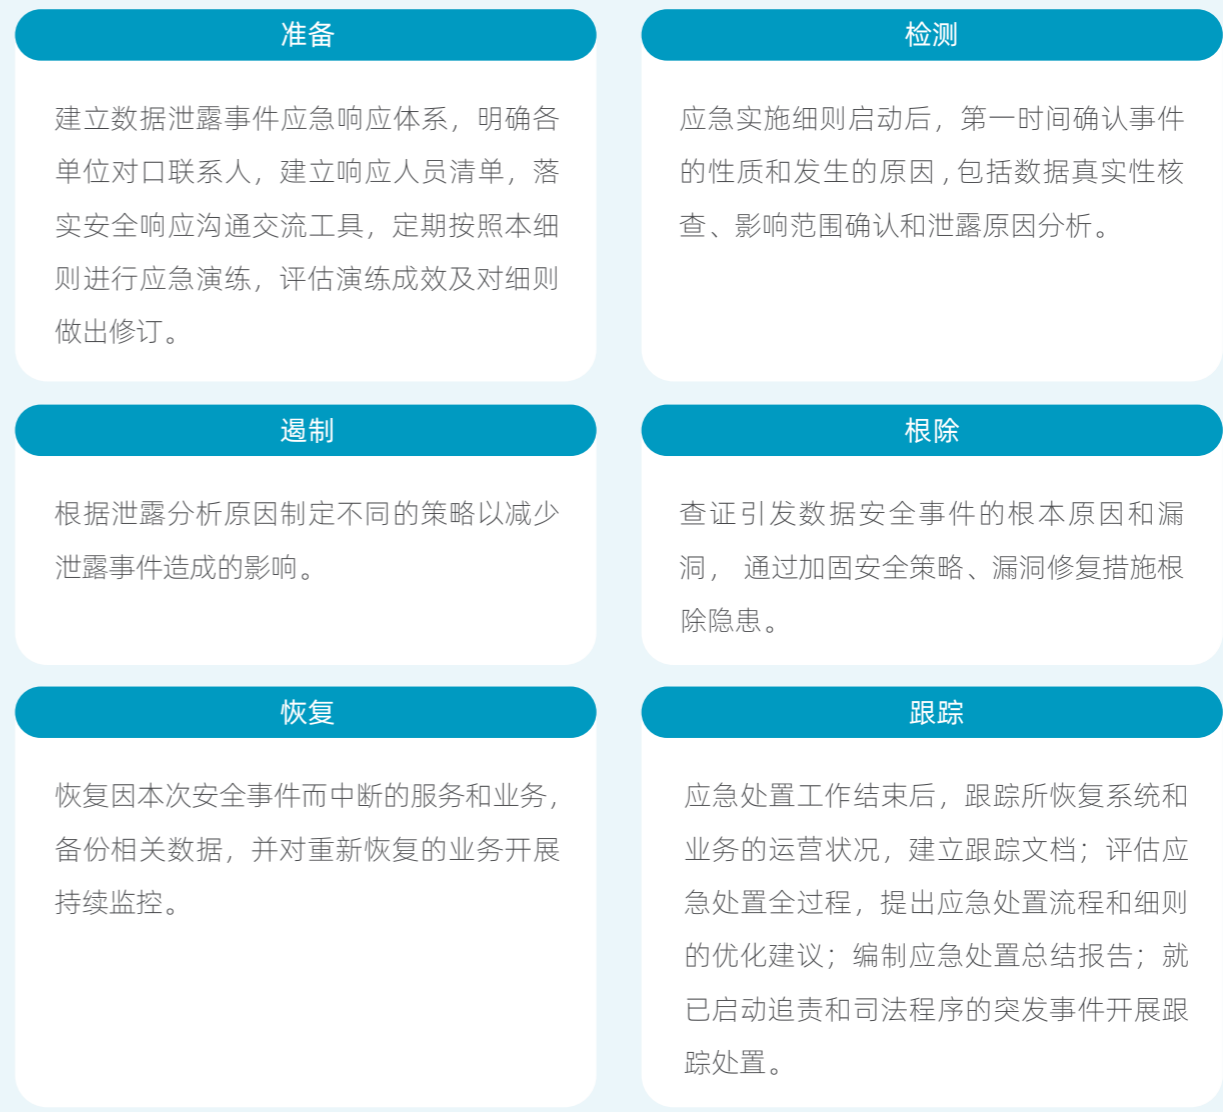 准备
建立数据泄露事件应急响应体系，明确各
单位对口联系人，建立响应人员清单，落
实安全响应沟通交流工具，定期按照本细
则进行应急演练，评估演练成效及对细则
做出修订。
检测
应急实施细则启动后，第一时间确认事件
的性质和发生的原因，包括数据真实性核
查、影响范围确认和泄露原因分析。
遏制
根据泄露分析原因制定不同的策略以减少
泄露事件造成的影响。
根除
查证引发数据安全事件的根本原因和漏
洞， 通过加固安全策略、漏洞修复措施根
除隐患。
恢复
恢复因本次安全事件而中断的服务和业务，
备份相关数据，并对重新恢复的业务开展
持续监控。
跟踪
应急处置工作结束后，跟踪所恢复系统和
业务的运营状况，建立跟踪文档；评估应
急处置全过程，提出应急处置流程和细则
的优化建议；编制应急处置总结报告；就
已启动追责和司法程序的突发事件开展跟
踪处置。